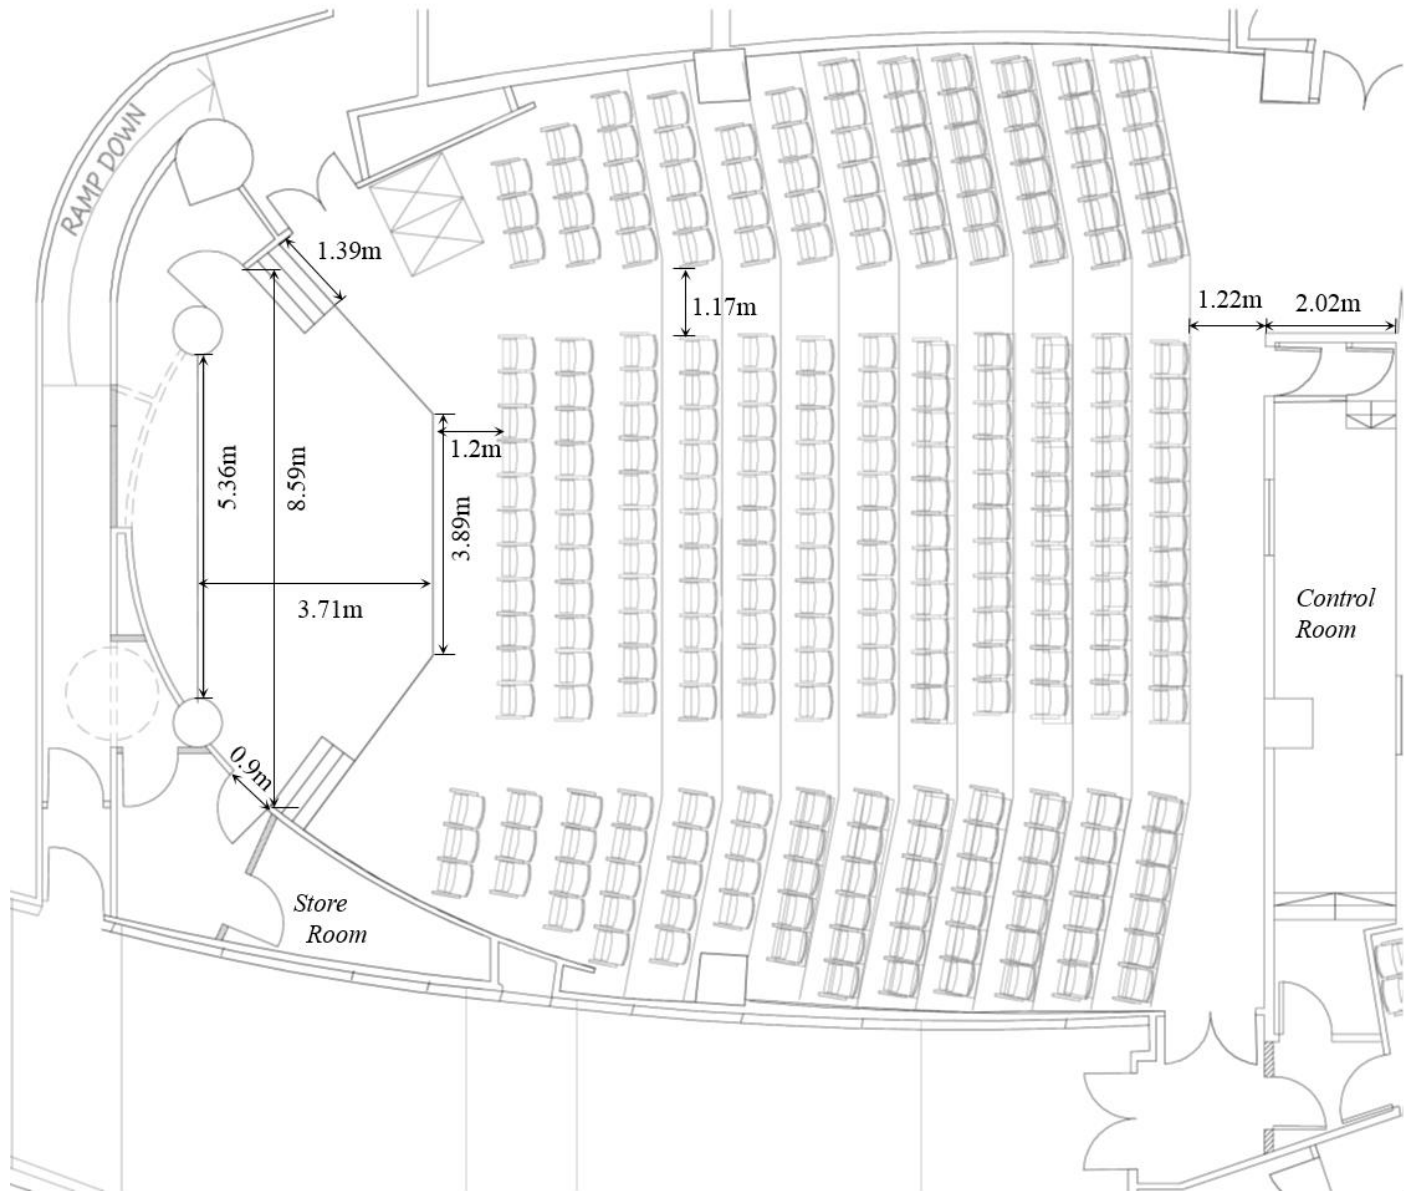 RAMP DOWN
1.39m
1.17m
1.22m
2.02m
1.2m
5.36m
8.59m
3.89m
3.71m
Control
Room
0.9m
Store
Room